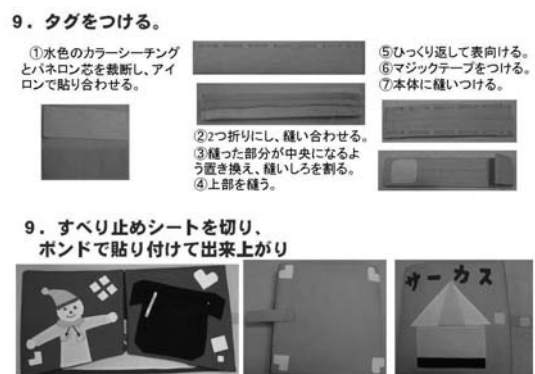 9．タグをつける。
①水色のカラーシーチング
とパネロン芯を裁断し、アイ
ロンで貼り合わせる。
②2つ折りにし、縫い合わせる。
③縫った部分が中央になるよ
う置き換え、縫いしろを割る。
④上部を縫う。
⑤ひっくり返して表向ける。
⑥マジックテープをつける。
⑦本体に縫いつける。
9．すべり止めシートを切り、
ボンドで貼り付けて出来上がり
サーカス